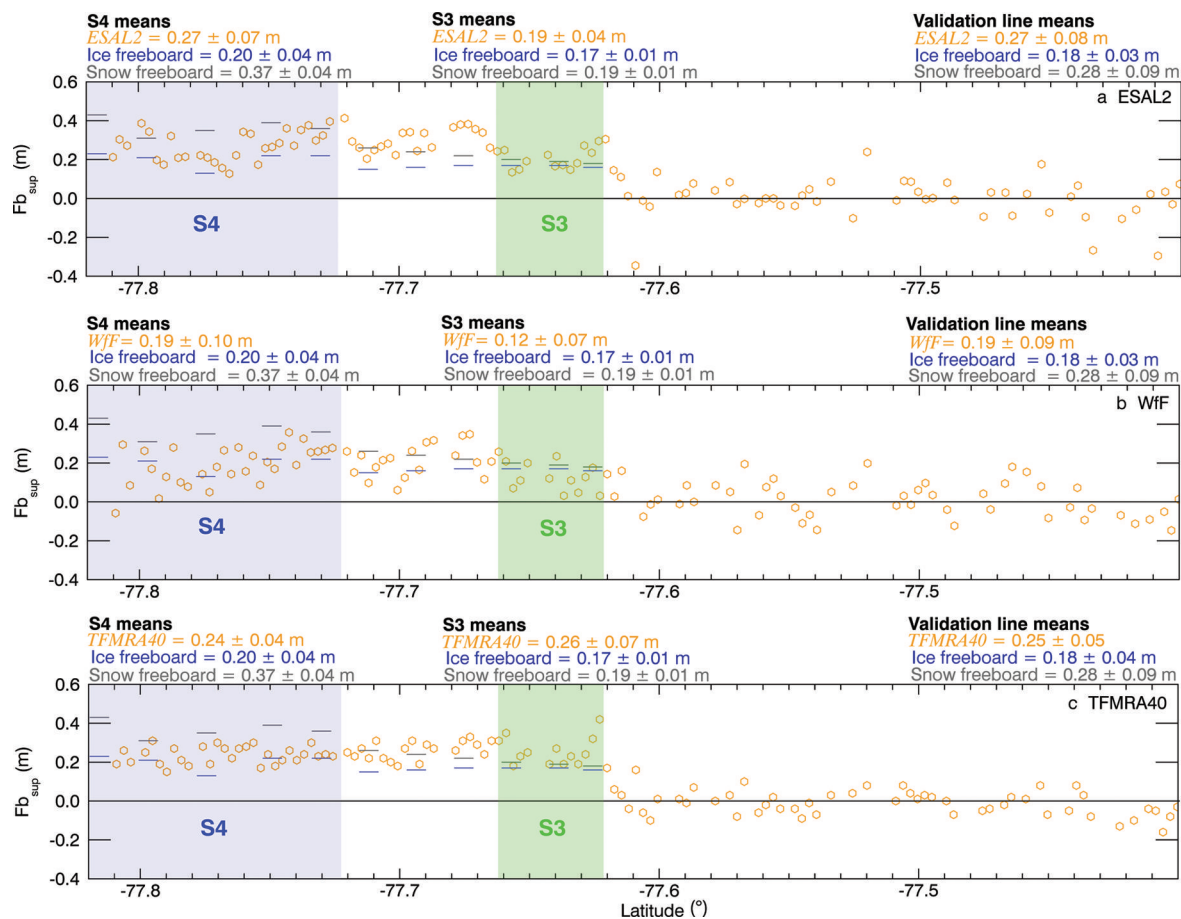 S4 means
ESAL2 = 0.27 ± 0.07 m
Ice freeboard = 0.20 ± 0.04 m
Snow freeboard = 0.37 ± 0.04 m
S3 means
ESAL2 = 0.19 ± 0.04 m
Ice freeboard = 0.17 ± 0.01 m
Snow freeboard = 0.19 ± 0.01 m
Validation line means
ESAL2 = 0.27 ± 0.08 m
Ice freeboard = 0.18 ± 0.03 m
Snow freeboard = 0.28 ± 0.09 m
a ESAL2
Fb sup (m)
0.6
0.4
0.2
0.0
-0.2
-0.4
S4
S3
-77.8
-77.7
-77.6
-77.5
S4 means
WfF = 0.19 ± 0.10 m
Ice freeboard = 0.20 ± 0.04 m
Snow freeboard = 0.37 ± 0.04 m
S3 means
WfF = 0.12 ± 0.07 m
Ice freeboard = 0.17 ± 0.01 m
Snow freeboard = 0.19 ± 0.01 m
Validation line means
WfF = 0.19 ± 0.09 m
Ice freeboard = 0.18 ± 0.03 m
Snow freeboard = 0.28 ± 0.09 m
b WfF
Fb sup (m)
0.6
0.4
0.2
0.0
-0.2
-0.4
S4
S3
-77.8
-77.7
-77.6
-77.5
S4 means
TFMRA40 = 0.24 ± 0.04 m
Ice freeboard = 0.20 ± 0.04 m
Snow freeboard = 0.37 ± 0.04 m
S3 means
TFMRA40 = 0.26 ± 0.07 m
Ice freeboard = 0.17 ± 0.01 m
Snow freeboard = 0.19 ± 0.01 m
Validation line means
TFMRA40 = 0.25 ± 0.05
Ice freeboard = 0.18 ± 0.04 m
Snow freeboard = 0.28 ± 0.09 m
c TFMRA40
Fb sup (m)
0.6
0.4
0.2
0.0
-0.2
-0.4
S4
S3
-77.8
-77.7
-77.6
-77.5
Latitude (°)